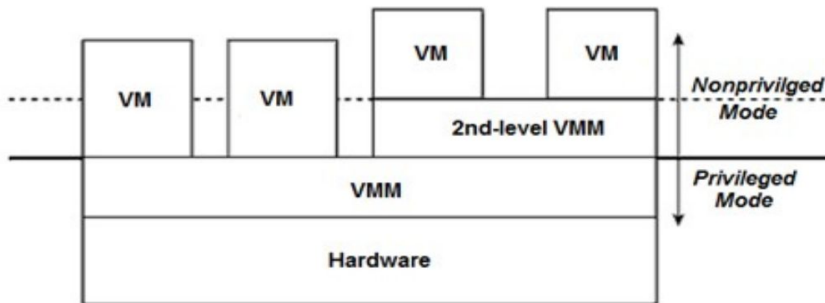 VM
VM
VM
VM
Nonprivilged
Mode
2nd-level VMM
VMM
Privileged
Mode
Hardware